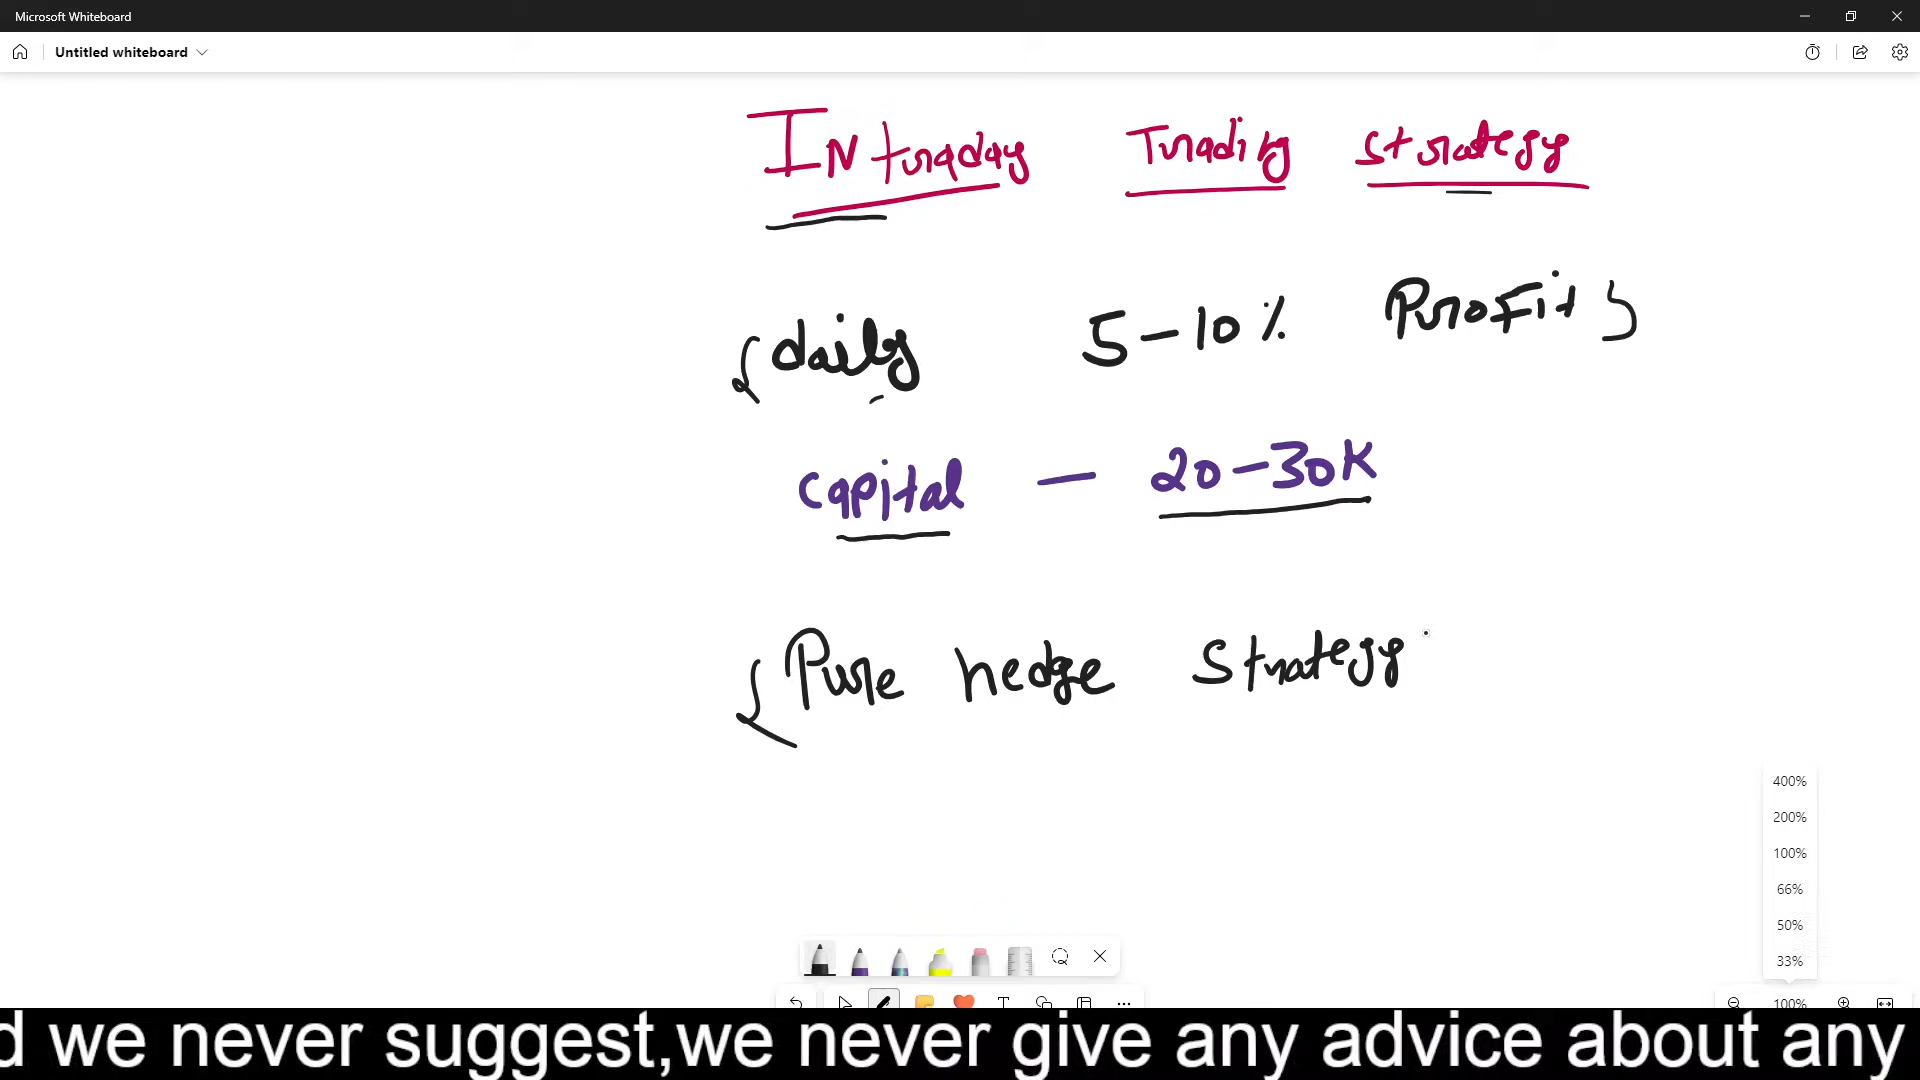 Microsoft Whiteboard
Untitled whiteboard
Intraday Trading Strategy
daily 5-10% Profit
Capital - 20-30K
Pure hedge Strategy
400%
200%
100%
66%
50%
33%
100%
d we never suggest,we never give any advice about any